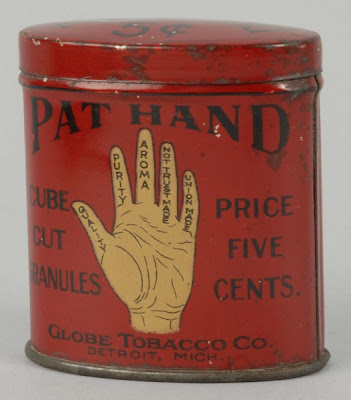 5¢
PAT HAND
QUALITY
PURITY
AROMA
NOT TRUST MADE
UNION MADE
CUBE
CUT
GRANULES
PRICE
FIVE
CENTS.
GLOBE TOBACCO CO.
DETROIT, MICH.